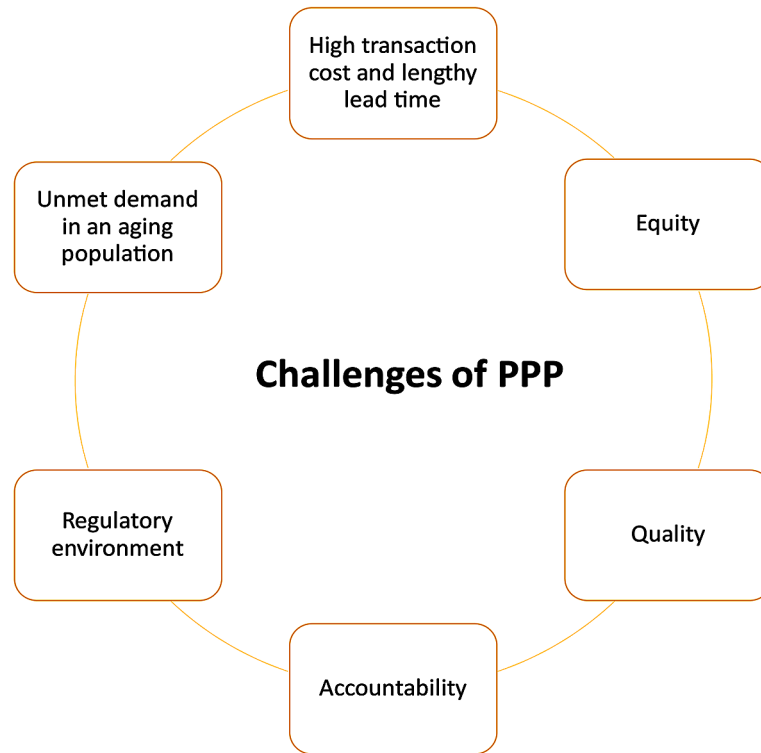 High transaction
cost and lengthy
lead time
Equity
Quality
Accountability
Regulatory
environment
Unmet demand
in an aging
population
Challenges of PPP